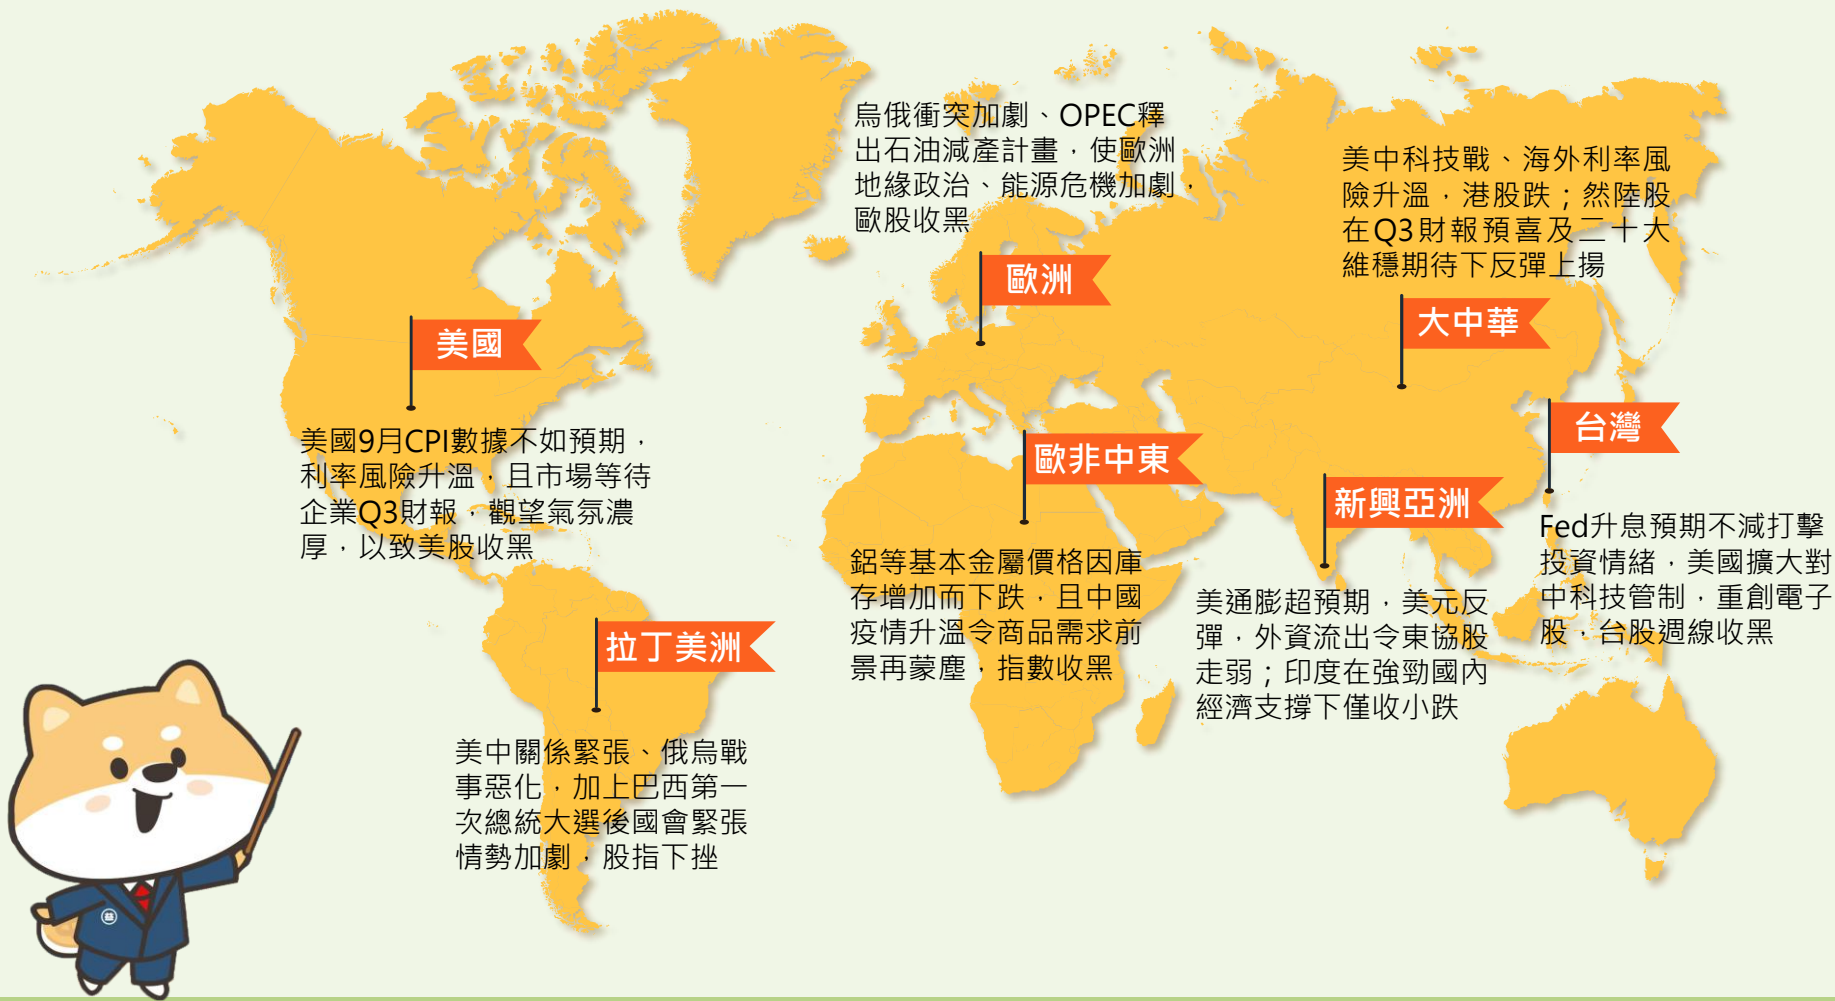 烏俄衝突加劇、OPEC釋
出石油減產計畫，使歐洲
地緣政治、能源危機加劇，
歐股收黑
歐洲
美中科技戰、海外利率風
險升溫，港股跌；然陸股
在Q3財報預喜及二十大
維穩期待下反彈上揚
大中華
美國
美國9月CPI數據不如預期，
利率風險升溫，且市場等待
企業Q3財報，觀望氣氛濃
厚，以致美股收黑
歐非中東
鋁等基本金屬價格因庫
存增加而下跌，且中國
疫情升溫令商品需求前
景再蒙塵，指數收黑
新興亞洲
美通膨超預期，美元反
彈，外資流出令東協股
走弱；印度在強勁國內
經濟支撐下僅收小跌
台灣
Fed升息預期不減打擊
投資情緒，美國擴大對
中科技管制，重創電子
股，台股週線收黑
拉丁美洲
美中關係緊張、俄烏戰
事惡化，加上巴西第一
次總統大選後國會緊張
情勢加劇，股指下挫